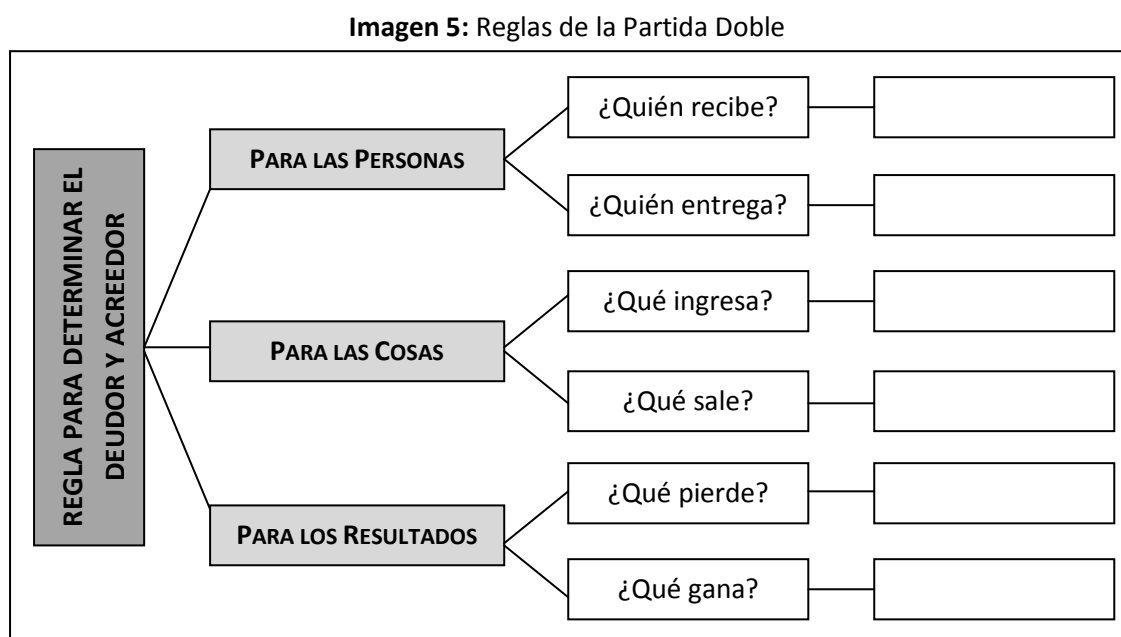 Imagen 5: Reglas de la Partida Doble
REGLA PARA DETERMINAR EL
DEUDOR Y ACREEDOR
PARA LAS PERSONAS
¿Quién recibe?
¿Quién entrega?
PARA LAS COSAS
¿Qué ingresa?
¿Qué sale?
PARA LOS RESULTADOS
¿Qué pierde?
¿Qué gana?